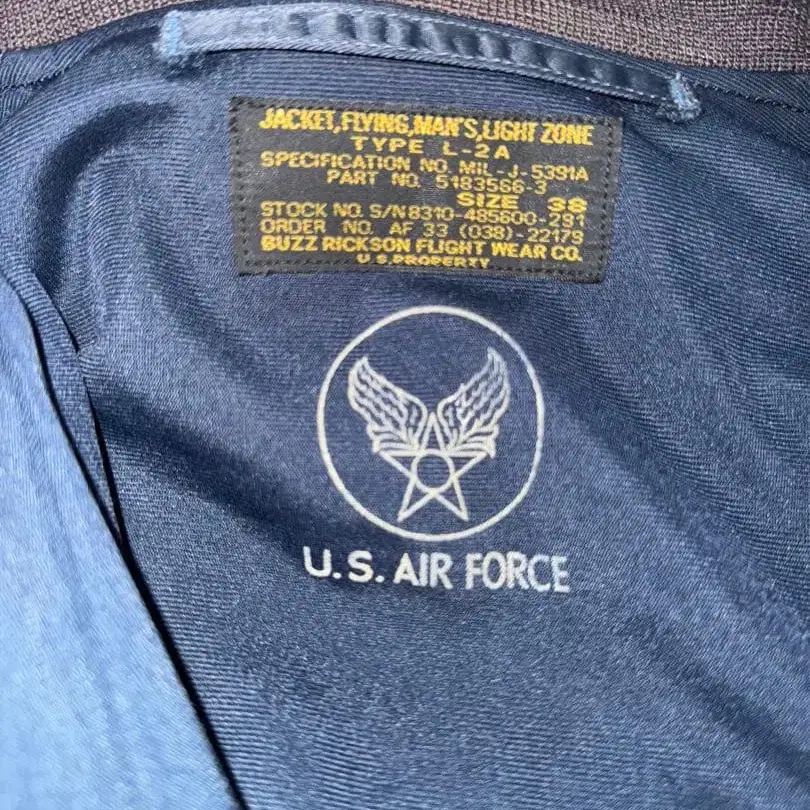 JACKET,FLYING,MAN'S,LIGHT ZONE
TYPE L-2A
SPECIFICATION NO. MIL-J-5391A
PART NO. 5183566-3
SIZE 38
STOCK NO. S/N8310-485600-291
ORDER NO. AF 33 (038)-22179
BUZZ RICKSON FLIGHT WEAR CO.
U.S.PROPERTY
U.S. AIR FORCE